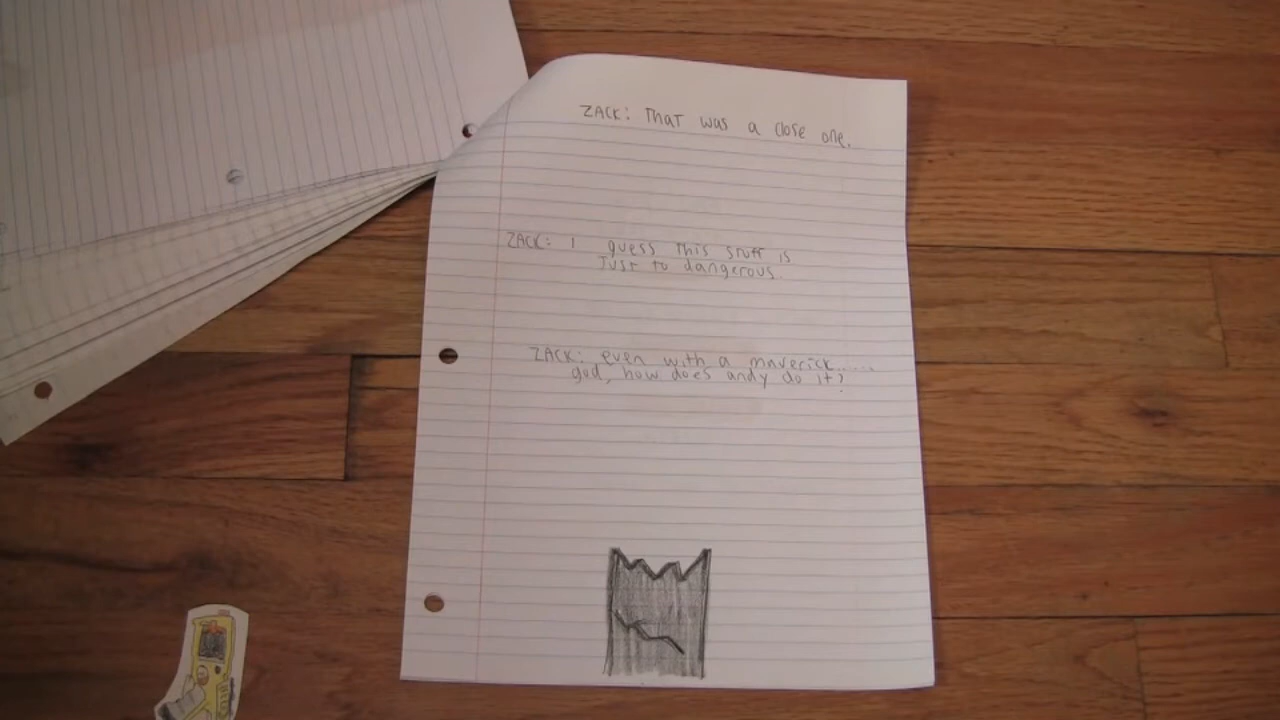 ZACK: That was a close one.
ZACK: I guess this stuff is
Just to dangerous.
ZACK: even with a maverick.....
god, how does andy do it?